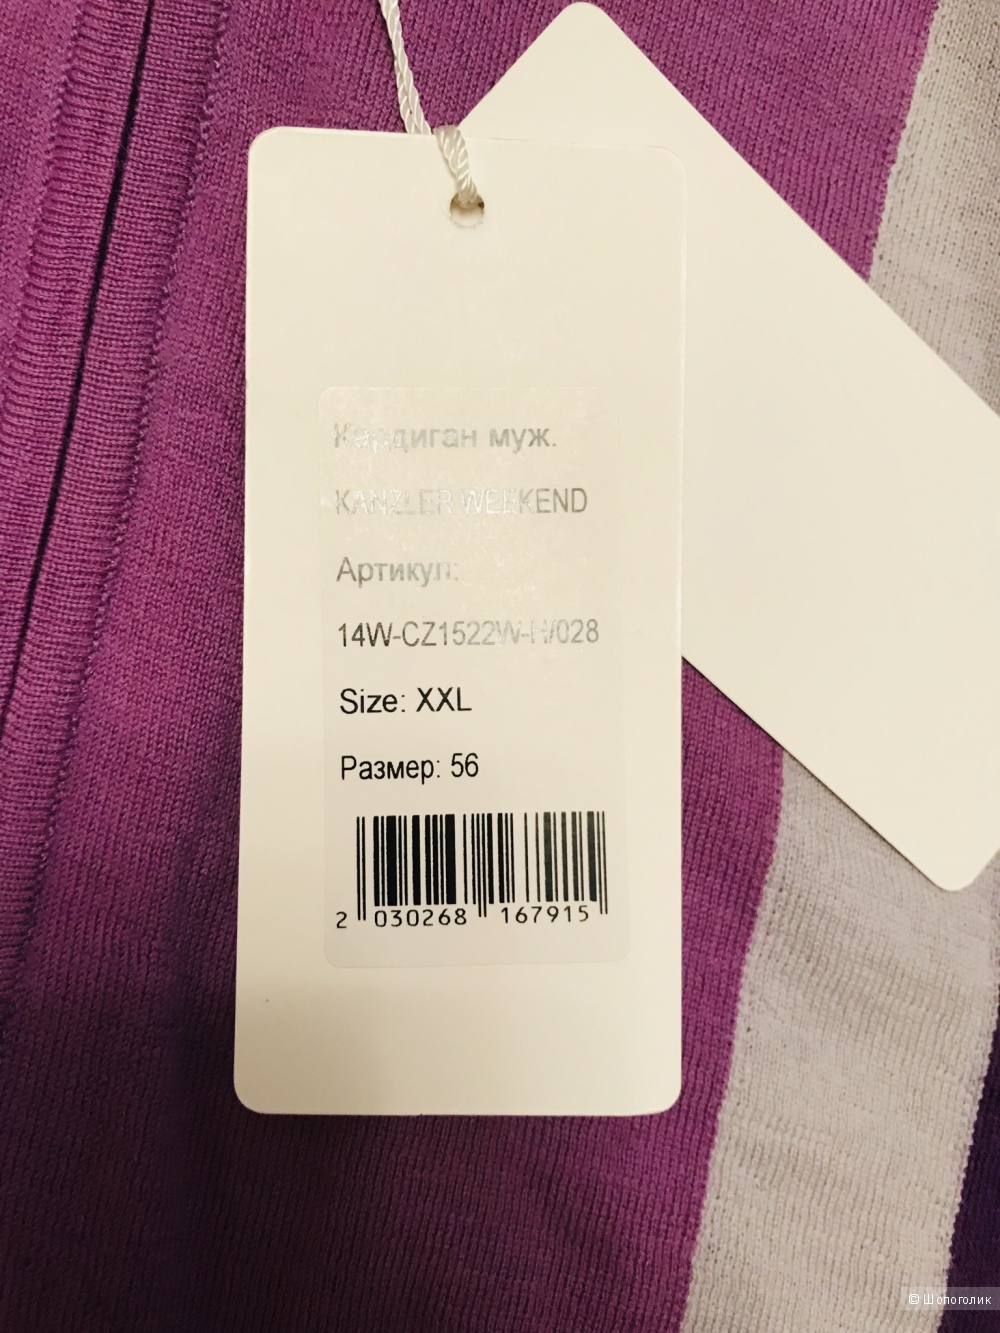 Кардиган муж.
KANZLER WEEKEND
Артикул:
14W-CZ1522W-H/028
Size: XXL
Размер: 56
2 030268 167915
© Шопоголик